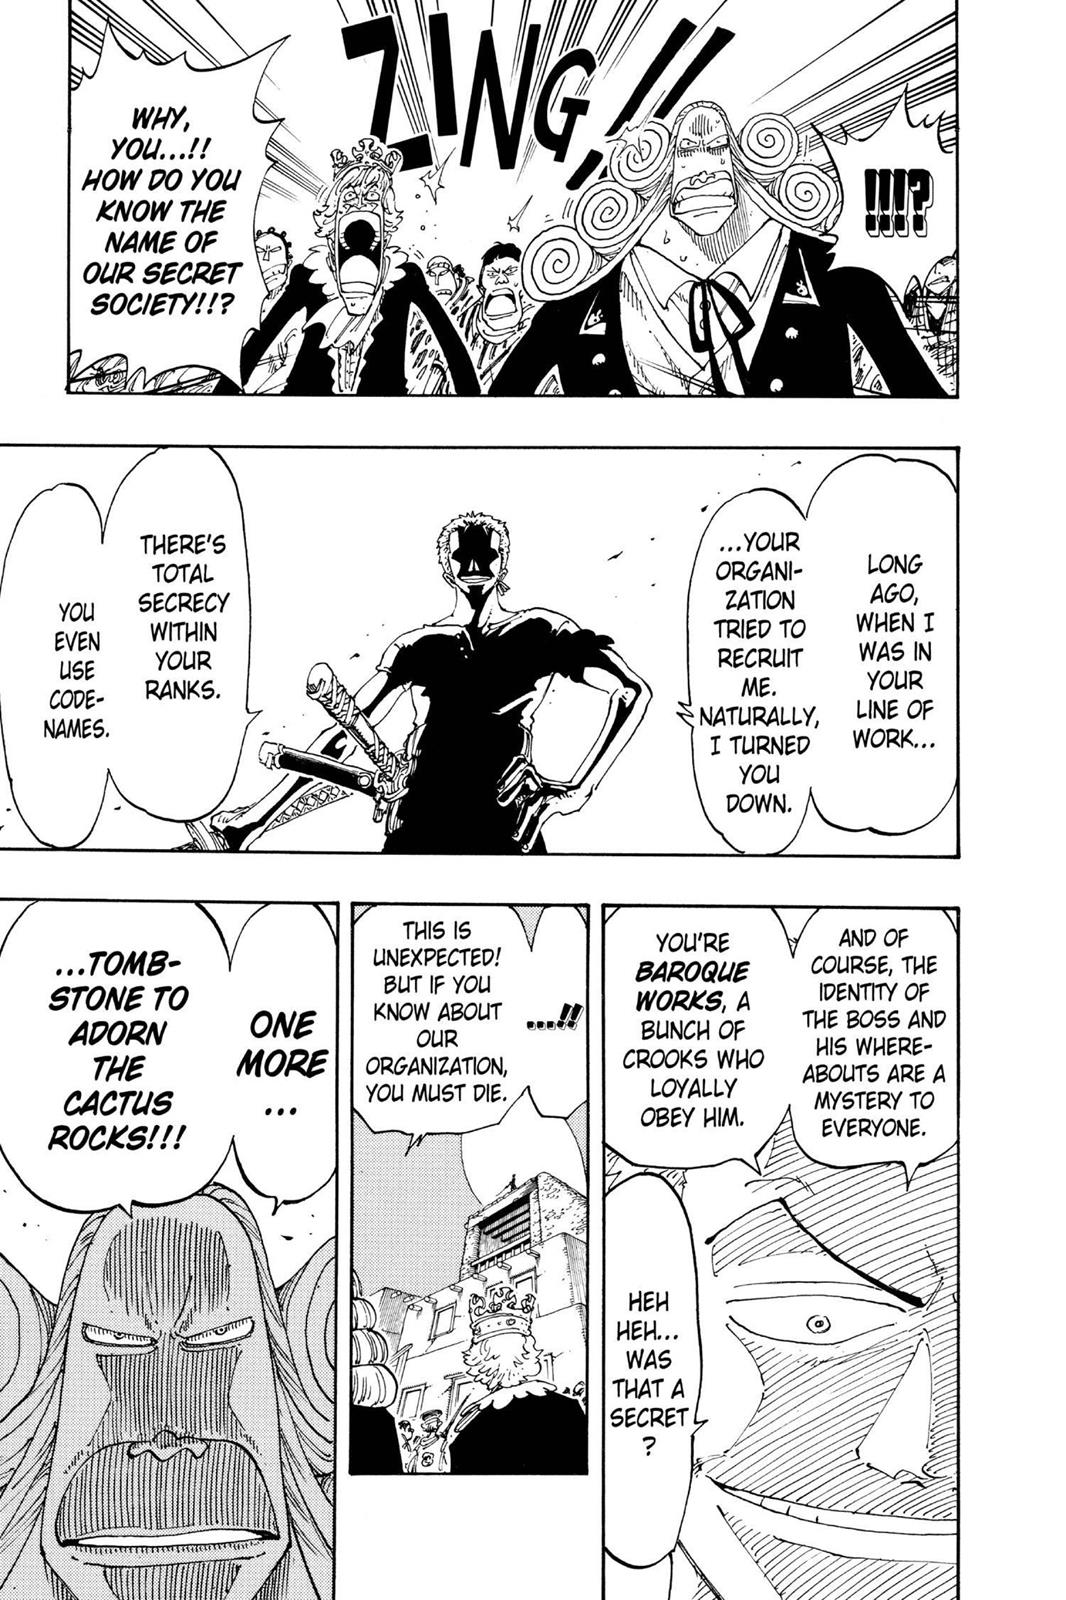 !!!?
ZING!!
WHY,
YOU...!!
HOW DO YOU
KNOW THE
NAME OF
OUR SECRET
SOCIETY!!?
LONG
AGO,
WHEN I
WAS IN
YOUR
LINE OF
WORK...
...YOUR
ORGANI-
ZATION
TRIED TO
RECRUIT
ME.
NATURALLY,
I TURNED
YOU
DOWN.
THERE'S
TOTAL
SECRECY
WITHIN
YOUR
RANKS.
YOU
EVEN
USE
CODE-
NAMES.
AND OF
COURSE, THE
IDENTITY OF
THE BOSS AND
HIS WHERE-
ABOUTS ARE A
MYSTERY TO
EVERYONE.
YOU'RE
BAROQUE
WORKS, A
BUNCH OF
CROOKS WHO
LOYALLY
OBEY HIM.
HEH
HEH...
WAS
THAT A
SECRET
?
....!!
THIS IS
UNEXPECTED!
BUT IF YOU
KNOW ABOUT
OUR
ORGANIZATION,
YOU MUST DIE.
ONE
MORE
...
...TOMB-
STONE TO
ADORN
THE
CACTUS
ROCKS!!!